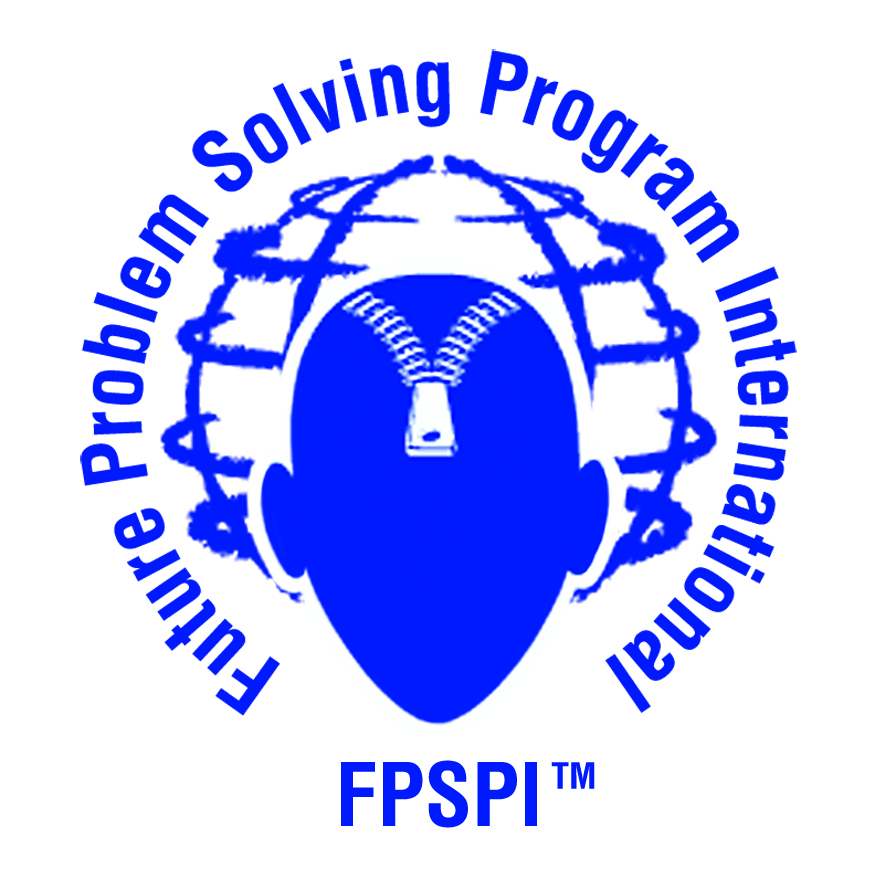 Future Problem Solving Program International
FPSPI™